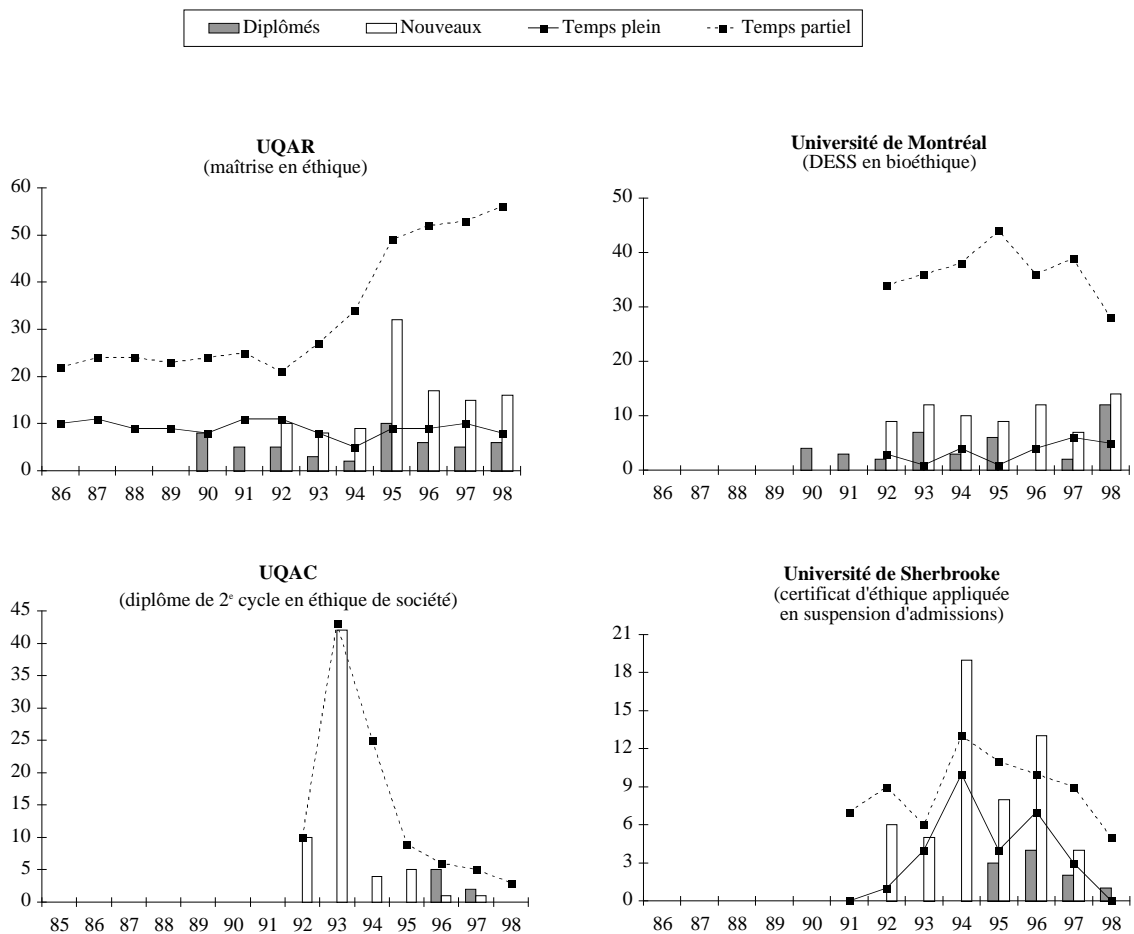 Diplômés Nouveaux Temps plein Temps partiel
UQAR
(maîtrise en éthique)
60
50
40
30
20
10
0
86 87 88 89 90 91 92 93 94 95 96 97 98
Université de Montréal
(DESS en bioéthique)
50
40
30
20
10
0
86 87 88 89 90 91 92 93 94 95 96 97 98
UQAC
(diplôme de 2e cycle en éthique de société)
45
40
35
30
25
20
15
10
5
0
85 86 87 88 89 90 91 92 93 94 95 96 97 98
Université de Sherbrooke
(certificat d'éthique appliquée
en suspension d'admissions)
21
18
15
12
9
6
3
0
86 87 88 89 90 91 92 93 94 95 96 97 98